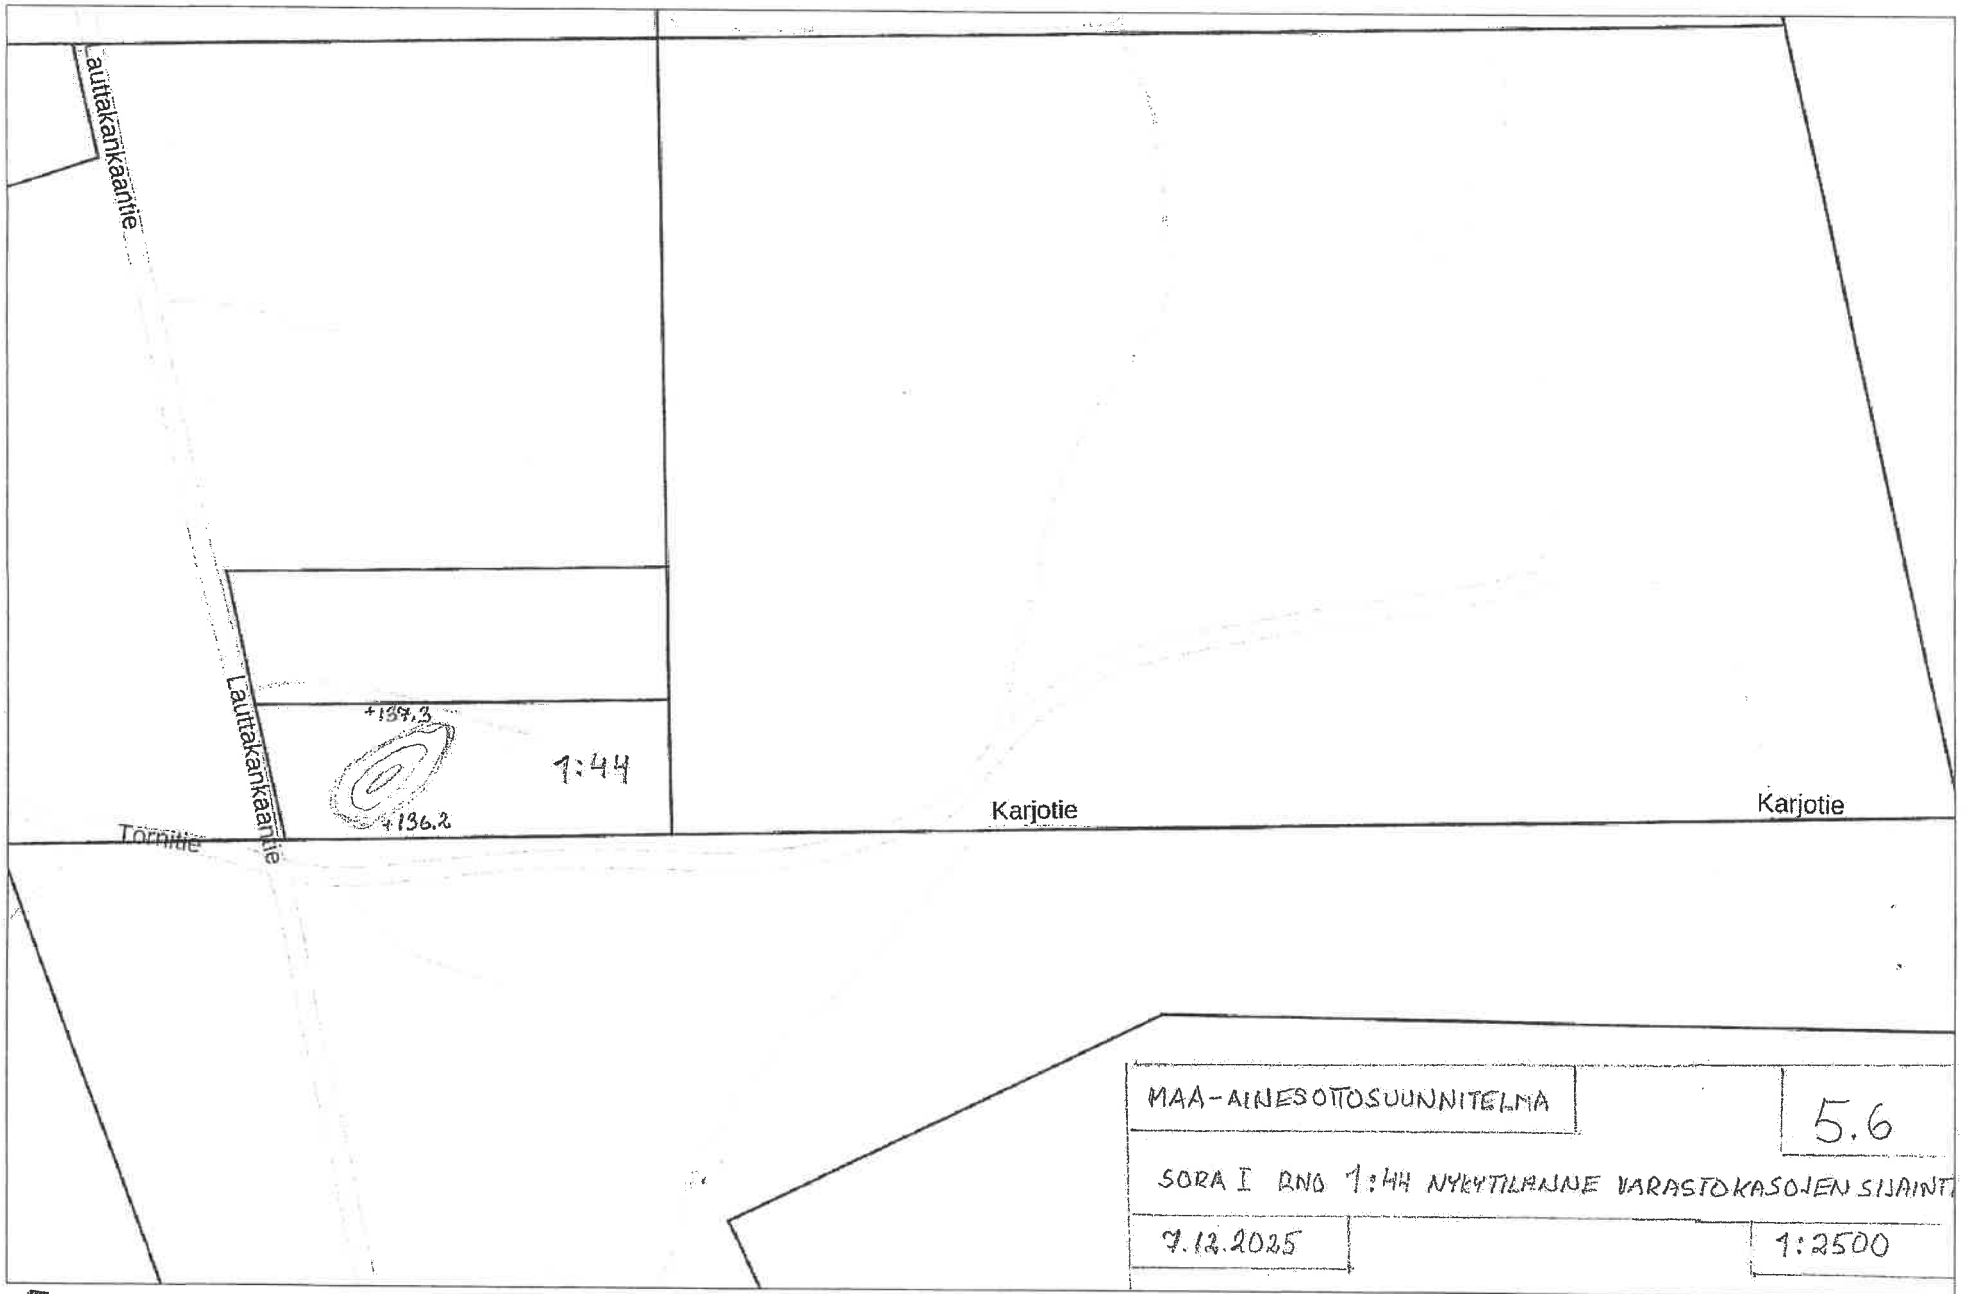 Lauttakankaantie
Lauttakankaantie
+137.3
1:44
+136.2
Karjotie
Karjotie
Tornitie
MAA-AINESOTTOSUUNNITELMA
5.6
SORA I RNO 1:44 NYKYTILANNE VARASTOKASOJEN SIJAINTI
7.12.2025
1:2500